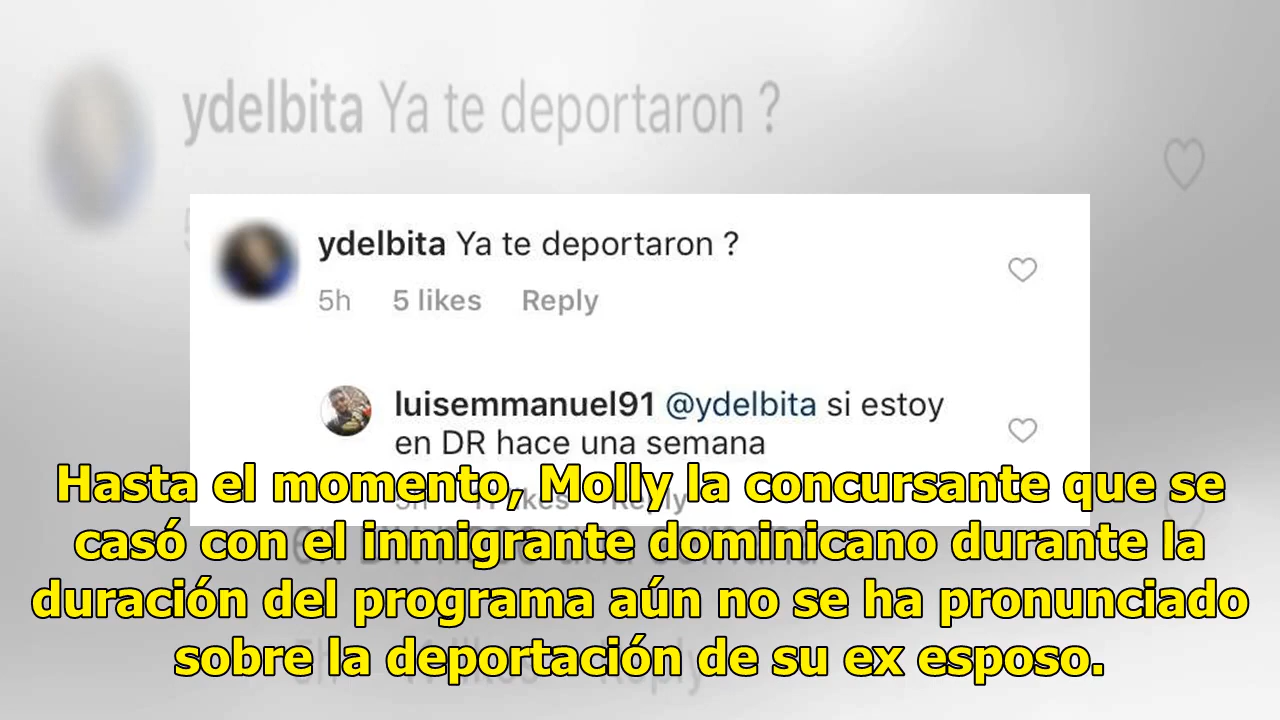 ydelbita Ya te deportaron ?
ydelbita Ya te deportaron ?
5h 5 likes Reply
luisemmanuel91 @ydelbita si estoy
en DR hace una semana
Hasta el momento, Molly la concursante que se
casó con el inmigrante dominicano durante la
duración del programa aún no se ha pronunciado
sobre la deportación de su ex esposo.